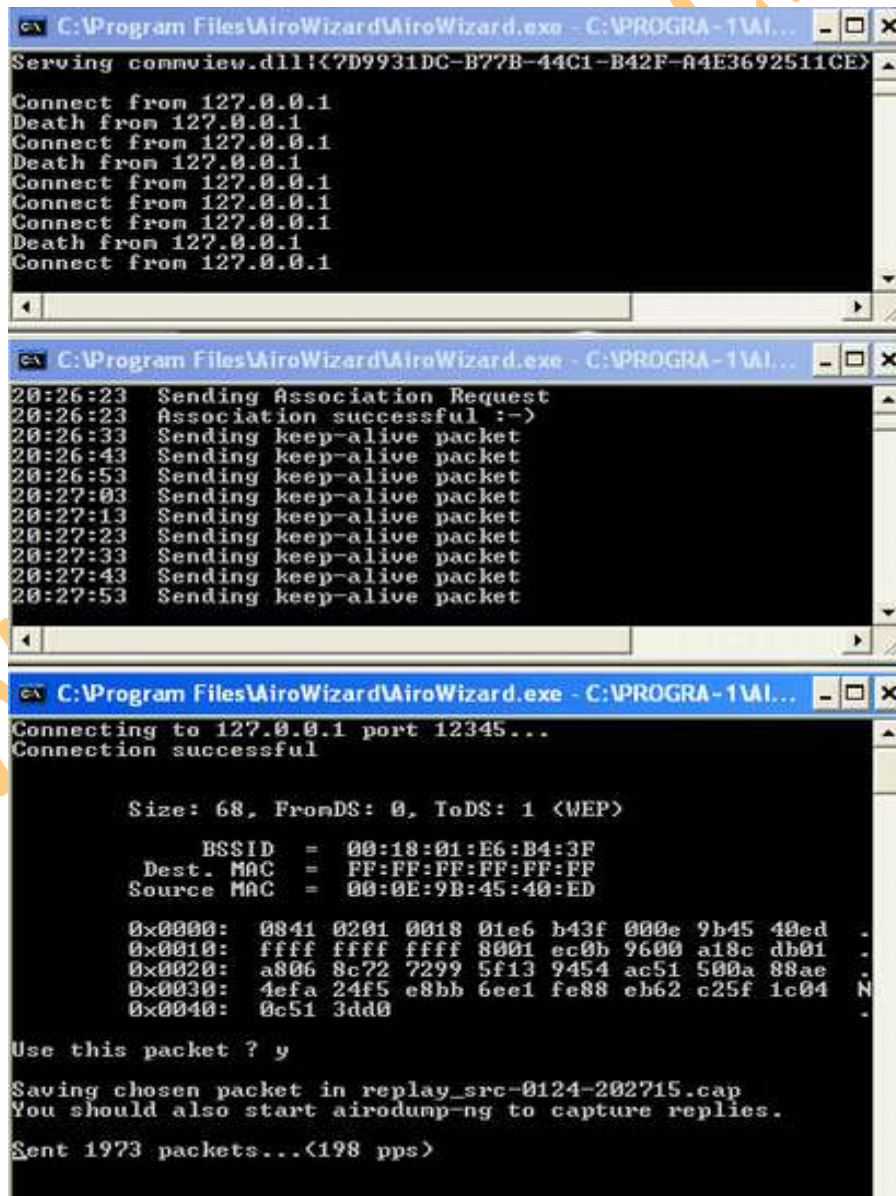 C:\Program Files\AiroWizard\AiroWizard.exe - C:\PROGRA~1\AI...
Serving commview.dll|{7D9931DC-B77B-44C1-B42F-A4E3692511CE}
Connect from 127.0.0.1
Death from 127.0.0.1
Connect from 127.0.0.1
Death from 127.0.0.1
Connect from 127.0.0.1
Connect from 127.0.0.1
Connect from 127.0.0.1
Death from 127.0.0.1
Connect from 127.0.0.1
C:\Program Files\AiroWizard\AiroWizard.exe - C:\PROGRA~1\AI...
20:26:23 Sending Association Request
20:26:23 Association successful :-)
20:26:33 Sending keep-alive packet
20:26:43 Sending keep-alive packet
20:26:53 Sending keep-alive packet
20:27:03 Sending keep-alive packet
20:27:13 Sending keep-alive packet
20:27:23 Sending keep-alive packet
20:27:33 Sending keep-alive packet
20:27:43 Sending keep-alive packet
20:27:53 Sending keep-alive packet
C:\Program Files\AiroWizard\AiroWizard.exe - C:\PROGRA~1\AI...
Connecting to 127.0.0.1 port 12345...
Connection successful
Size: 68, FromDS: 0, ToDS: 1 (WEP)
BSSID = 00:18:01:E6:B4:3F
Dest. MAC = FF:FF:FF:FF:FF:FF
Source MAC = 00:0E:9B:45:40:ED
0x0000: 0841 0201 0018 01e6 b43f 000e 9b45 40ed .
0x0010: ffff ffff ffff 8001 ec0b 9600 a18c db01 .
0x0020: a806 8c72 7299 5f13 9454 ac51 500a 88ae .
0x0030: 4efa 24f5 e8bb 6ee1 fe88 eb62 c25f 1c04 N
0x0040: 0c51 3dd0 .
Use this packet ? y
Saving chosen packet in replay_src-0124-202715.cap
You should also start airodump-ng to capture replies.
Sent 1973 packets...(198 pps)